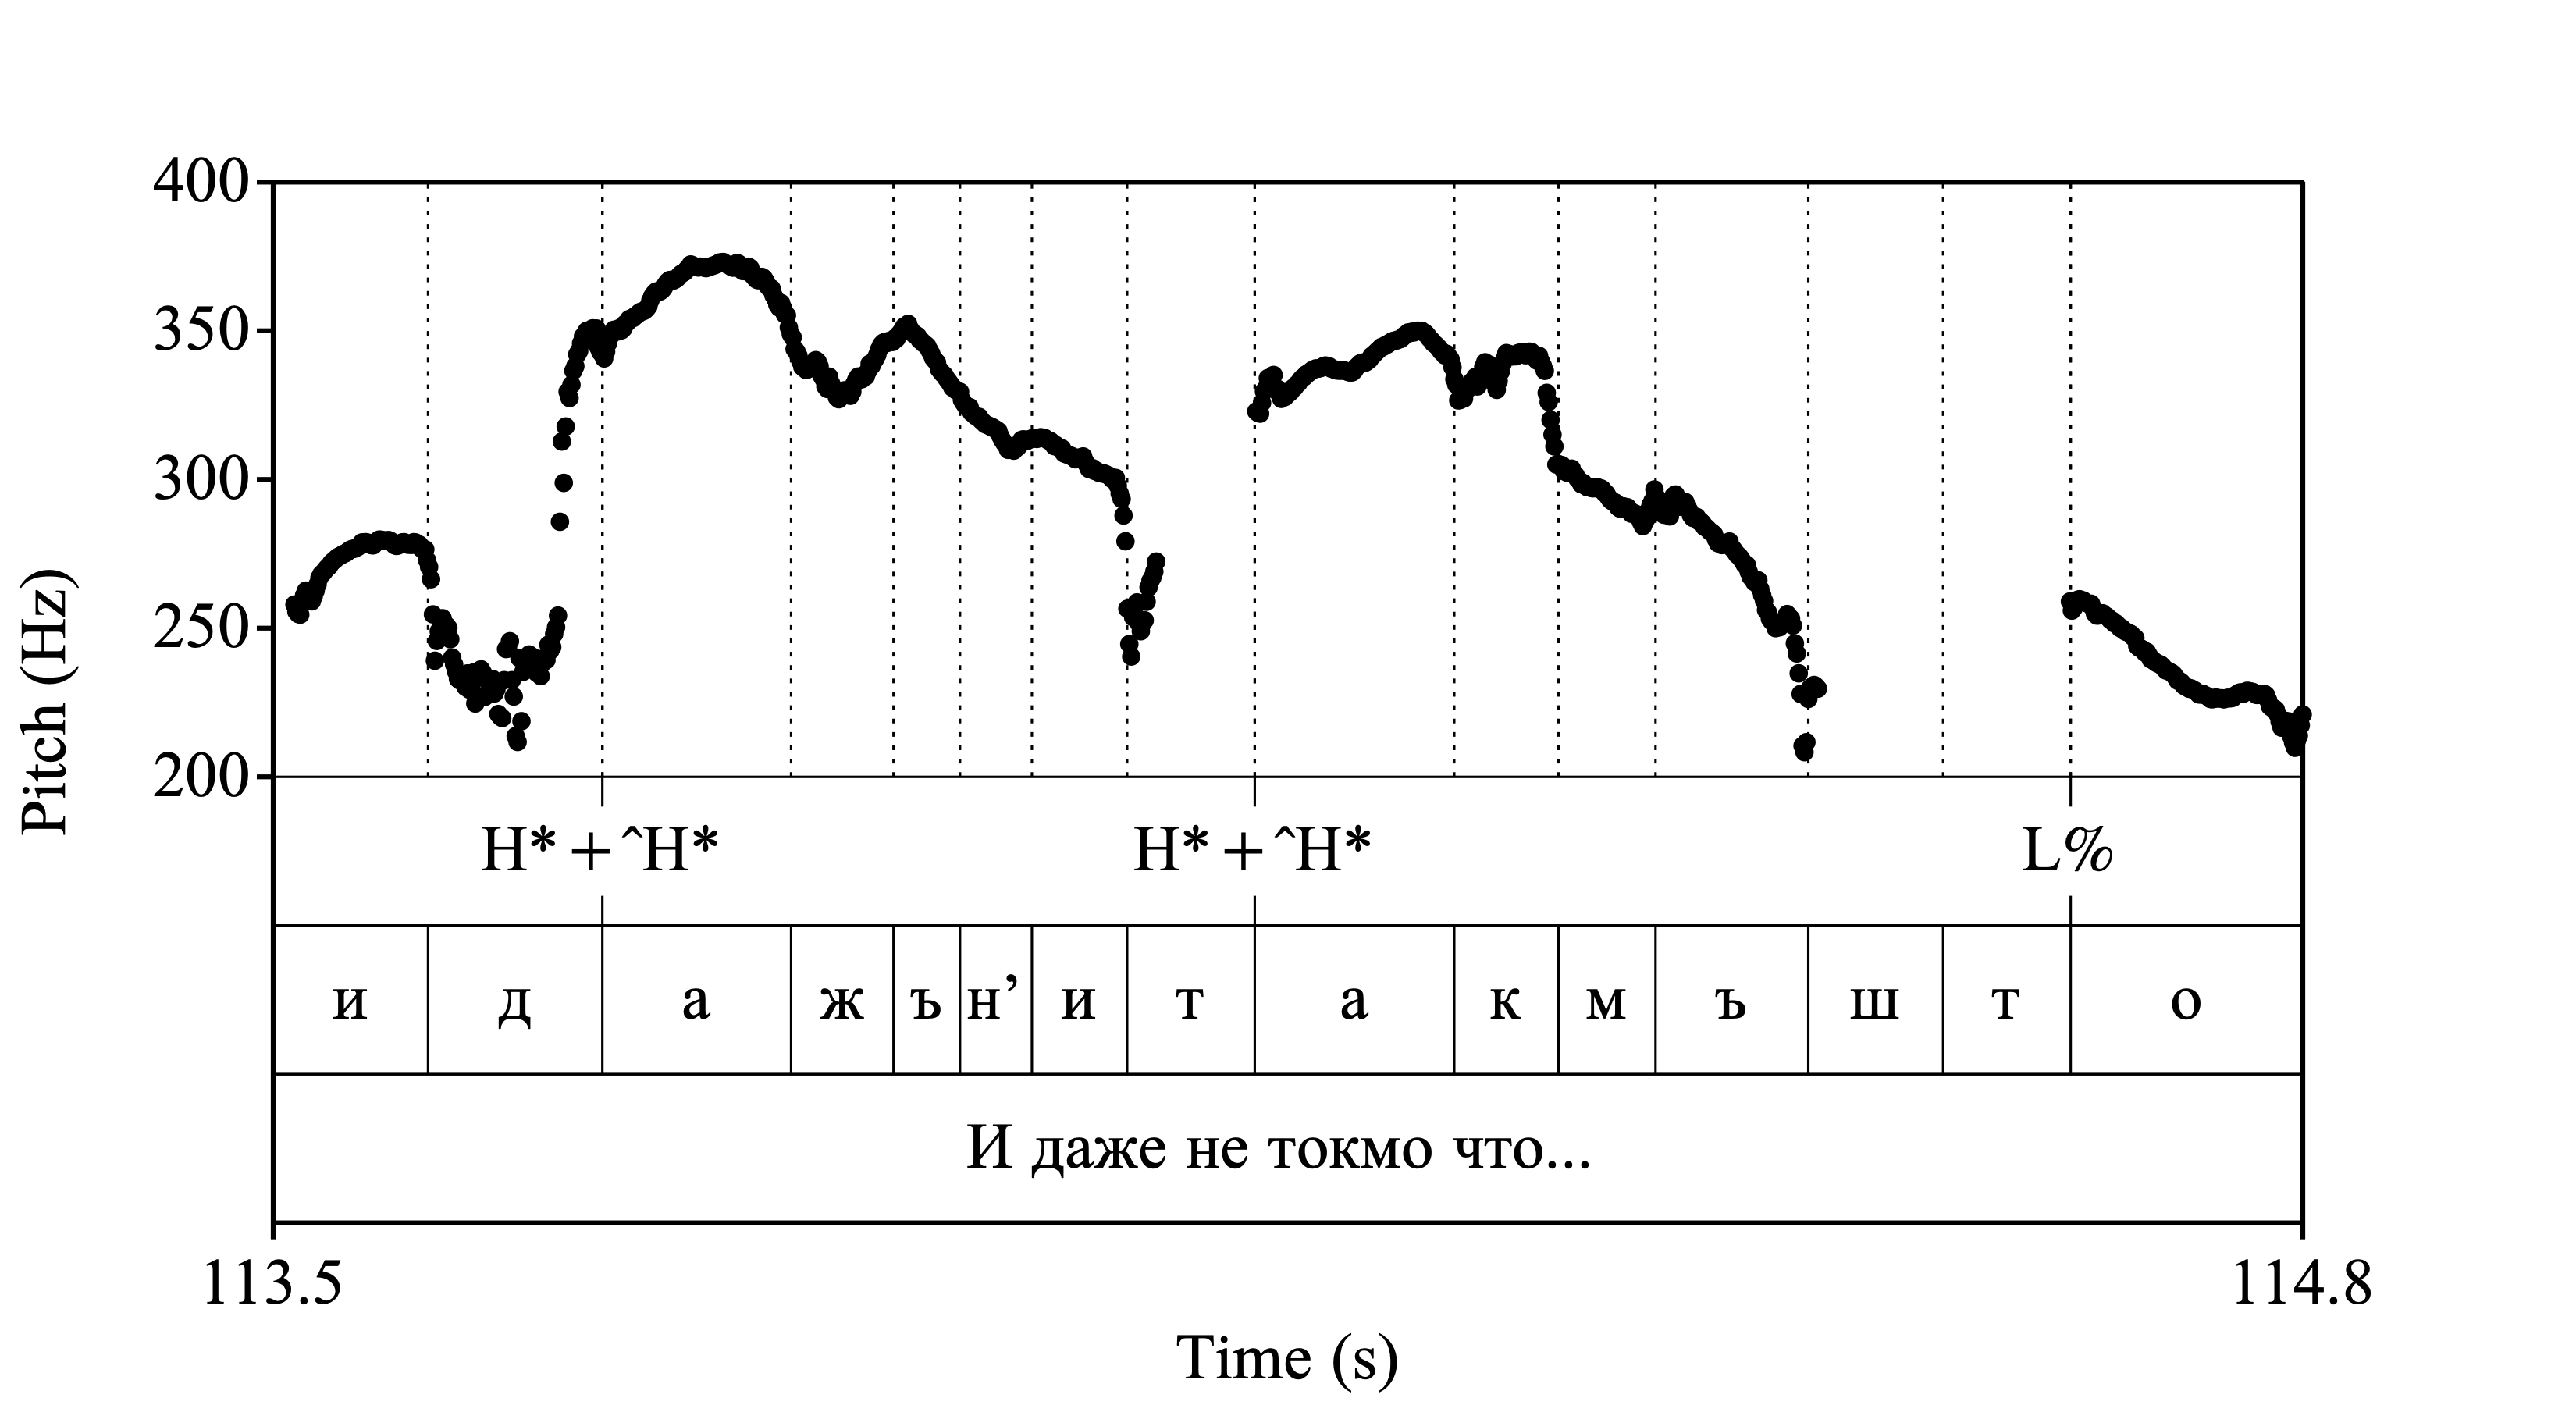 400
350
300
250
200
Pitch (Hz)
H*+^H* H*+^H* L%
и д а ж ъ н’ и т а к м ъ ш т о
И даже не токмо что...
113.5 114.8
Time (s)